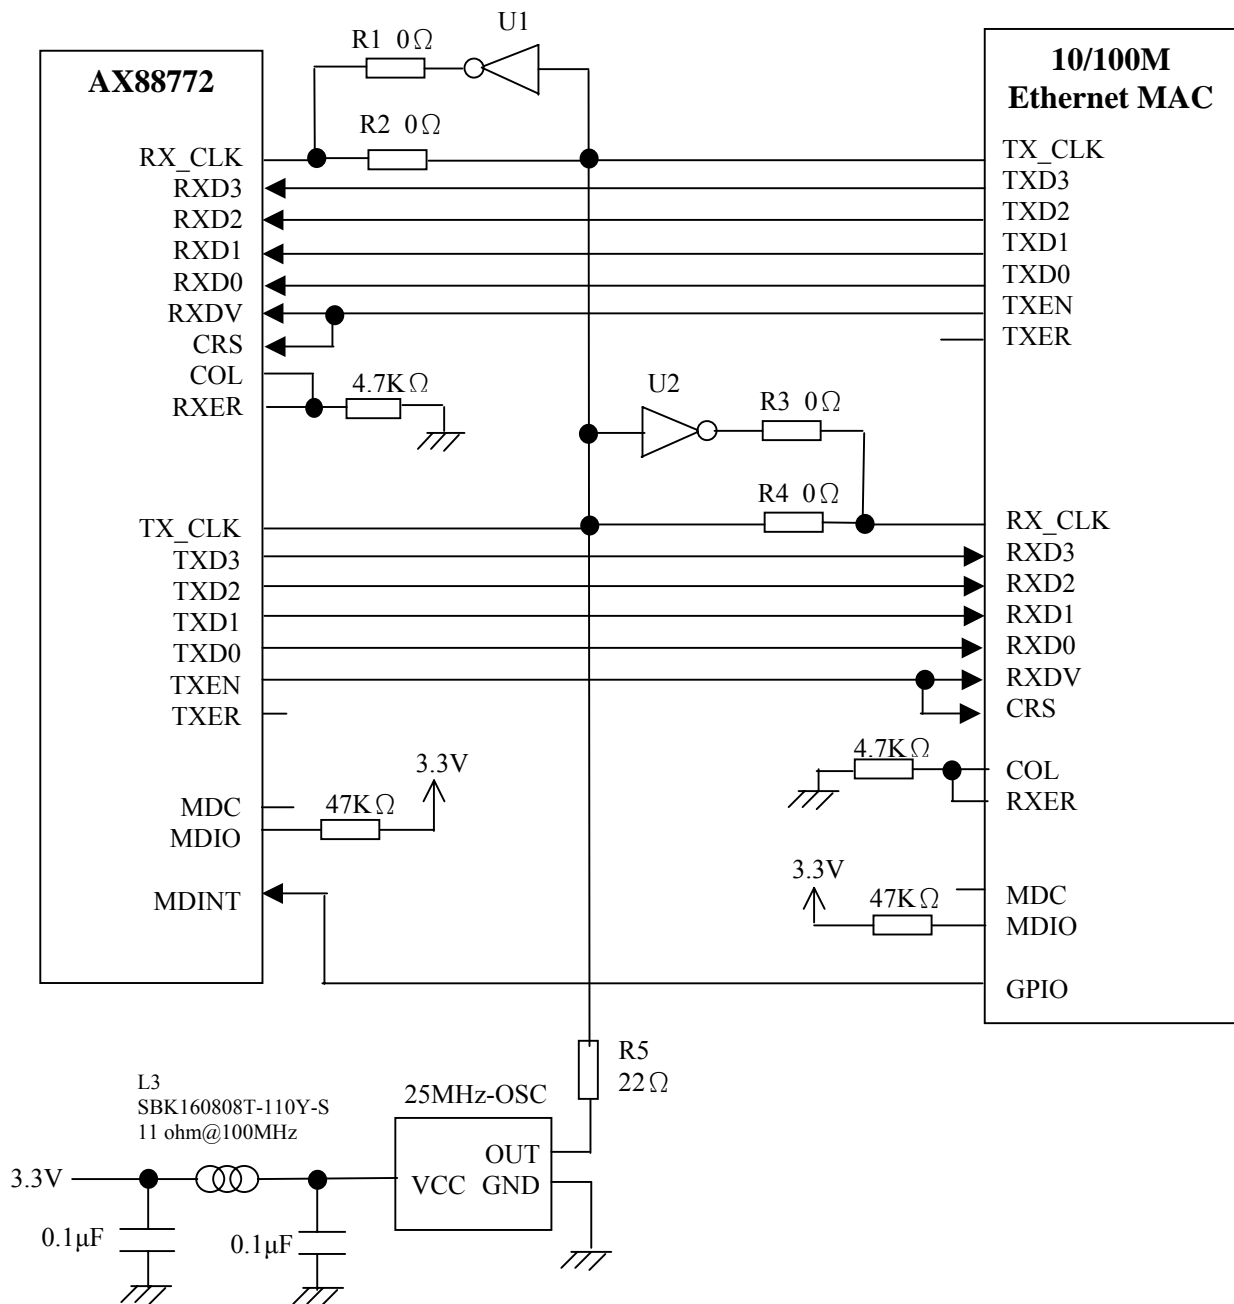 U1
R1 0Ω
AX88772
10/100M
Ethernet MAC
R2 0Ω
RX_CLK
RXD3
RXD2
RXD1
RXD0
RXDV
CRS
COL
RXER
4.7KΩ
TX_CLK
TXD3
TXD2
TXD1
TXD0
TXEN
TXER
U2
R3 0Ω
R4 0Ω
TX_CLK
TXD3
TXD2
TXD1
TXD0
TXEN
TXER
RX_CLK
RXD3
RXD2
RXD1
RXD0
RXDV
CRS
4.7KΩ
COL
RXER
3.3V
47KΩ
MDC
MDIO
MDINT
3.3V
47KΩ
MDC
MDIO
GPIO
R5
22Ω
L3
SBK160808T-110Y-S
11 ohm@100MHz
25MHz-OSC
OUT
VCC GND
3.3V
0.1μF
0.1μF